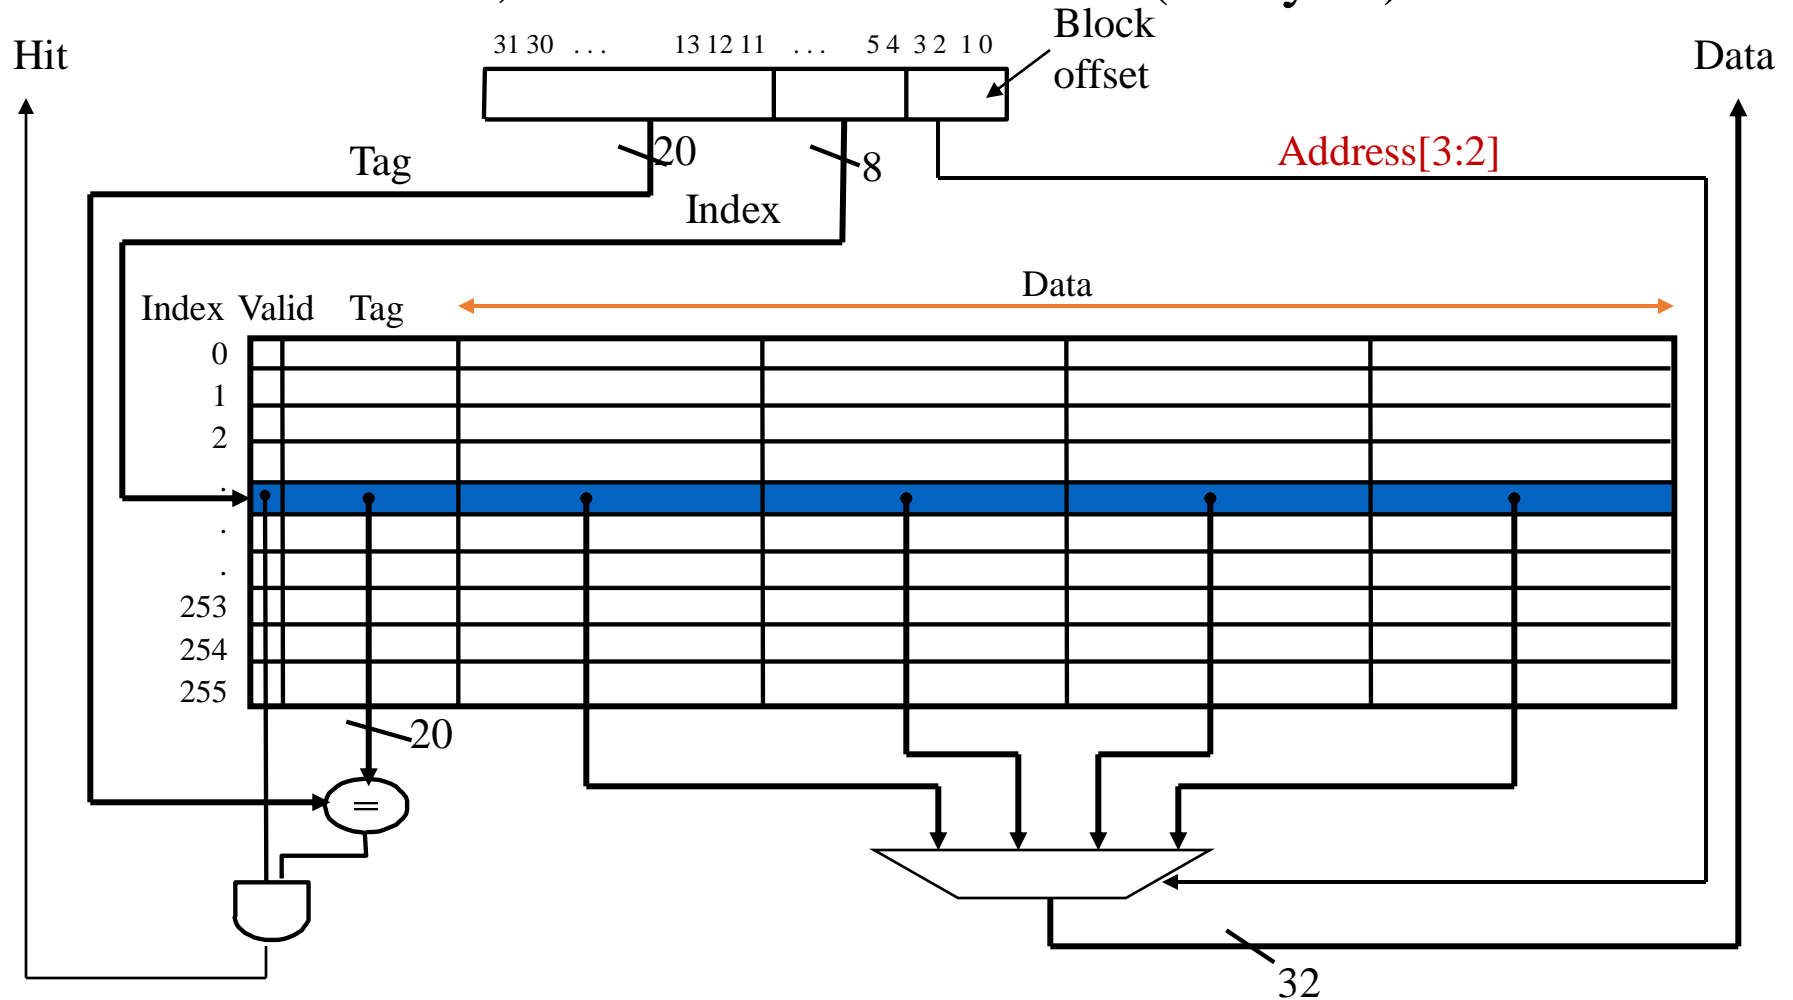 Hit
31 30 . . . 13 12 11 . . . 5 4 3 2 1 0
Block
offset
Data
Tag
20
8
Address[3:2]
Index
Data
Index Valid Tag
0
1
2
.
.
.
253
254
255
20
=
32